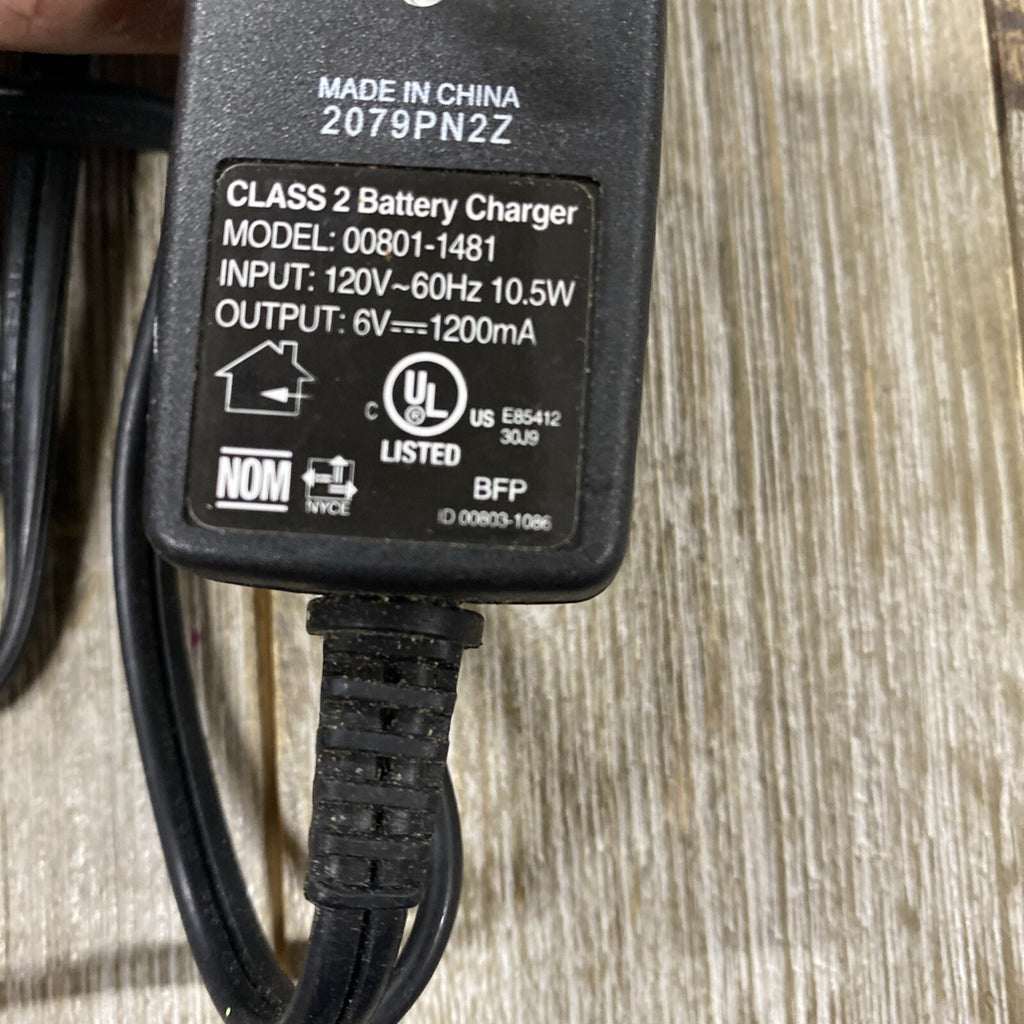 MADE IN CHINA
2079PN2Z
CLASS 2 Battery Charger
MODEL: 00801-1481
INPUT: 120V~60Hz 10.5W
OUTPUT: 6V⎓1200mA
C UL ® US E85412
30J9
LISTED
NOM NYCE BFP
ID 00803-1086